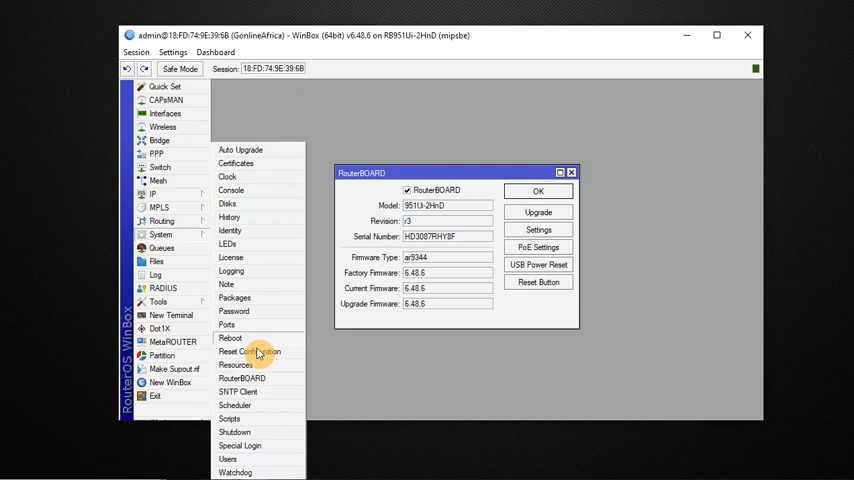 admin@18:FD:74:9E:39:6B (GonlineAfrica) - WinBox (64bit) v6.48.6 on RB951Ui-2HnD (mipsbe)
Session Settings Dashboard
Safe Mode Session: 18:FD:74:9E:39:6B
Quick Set
CAPsMAN
Interfaces
Wireless
Bridge
PPP
Switch
Mesh
IP
MPLS
Routing
System
Queues
Files
Log
RADIUS
Tools
New Terminal
Dot1X
MetaROUTER
Partition
Make Supout.rif
New WinBox
Exit
RouterOS WinBox
Auto Upgrade
Certificates
Clock
Console
Disks
History
Identity
LEDs
License
Logging
Note
Packages
Password
Ports
Reboot
Reset Configuration
Resources
RouterBOARD
SNTP Client
Scheduler
Scripts
Shutdown
Special Login
Users
Watchdog
RouterBOARD
RouterBOARD
Model: 951Ui-2HnD
Revision: r3
Serial Number: HD3087RHY8F
Firmware Type: ar9344
Factory Firmware: 6.48.6
Current Firmware: 6.48.6
Upgrade Firmware: 6.48.6
OK
Upgrade
Settings
PoE Settings
USB Power Reset
Reset Button